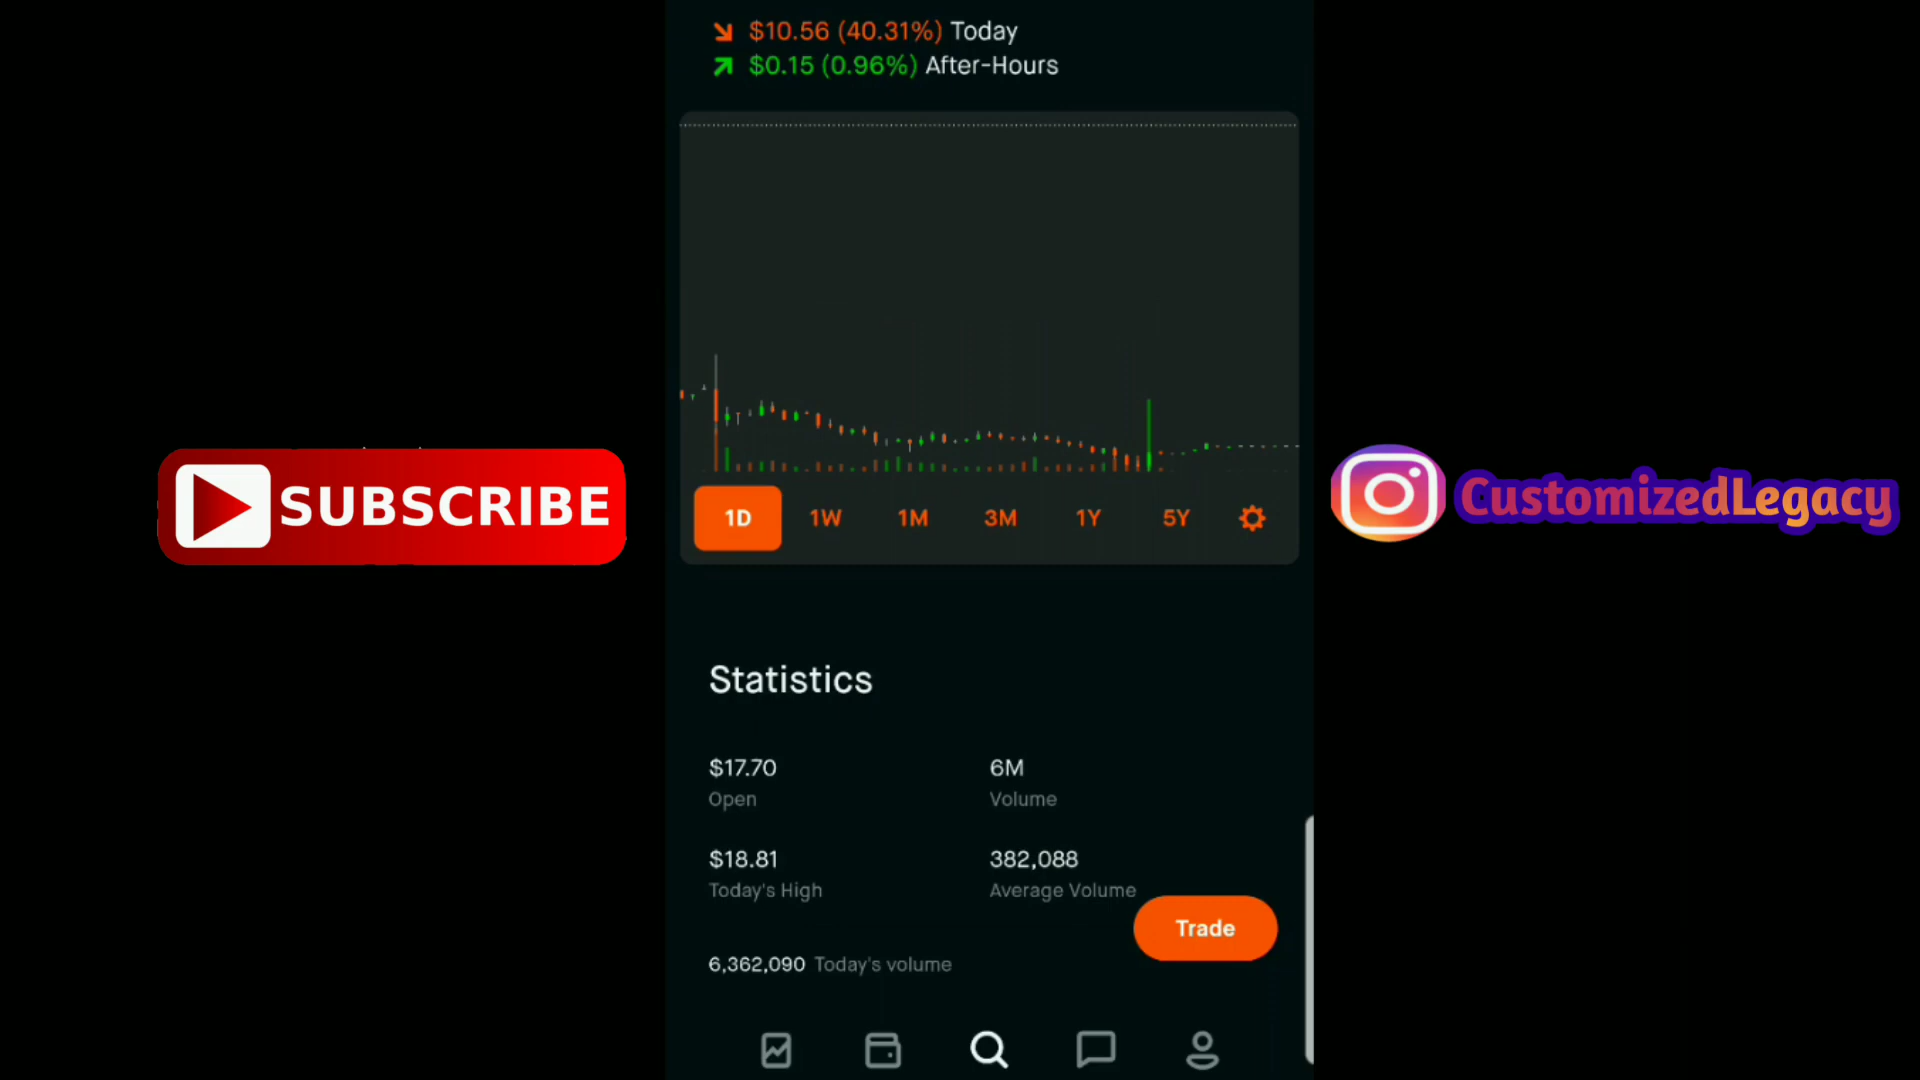 $10.56 (40.31%) Today
$0.15 (0.96%) After-Hours
SUBSCRIBE
CustomizedLegacy
1D 1W 1M 3M 1Y 5Y
Statistics
$17.70 6M
Open Volume
$18.81 382,088
Today's High Average Volume
Trade
6,362,090 Today's volume